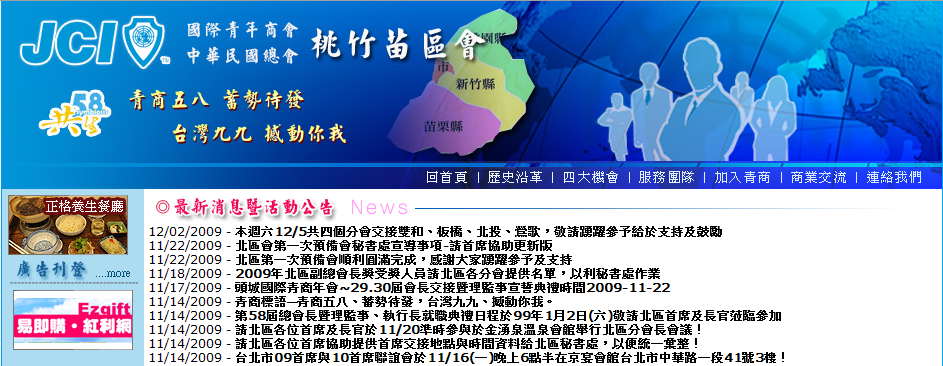 JCI
國際青年商會
中華民國總會
桃竹苗區會
園縣
市
新竹縣
苗栗縣
58
共生
青商五八 蓄勢待發
台灣九九 撼動你我
回首頁 | 歷史沿革 | 四大機會 | 服務團隊 | 加入青商 | 商業交流 | 連絡我們
正格養生餐廳
廣告刊登 ....more
Ezgift
易即購‧紅利網
◎最新消息暨活動公告 News
12/02/2009 - 本週六12/5共四個分會交接雙和、板橋、北投、鶯歌，敬請踴躍參予給於支持及鼓勵
11/22/2009 - 北區會第一次預備會秘書處宣導事項-請首席協助更新版
11/22/2009 - 北區第一次預備會順利圓滿完成，感謝大家踴躍參予及支持
11/18/2009 - 2009年北區副總會長獎受獎人員請北區各分會提供名單，以利秘書處作業
11/17/2009 - 頭城國際青商年會~29.30屆會長交接暨理監事宣誓典禮時間2009-11-22
11/14/2009 - 青商標語─青商五八、蓄勢待發，台灣九九、撼動你我。
11/14/2009 - 第58屆總會長暨理監事、執行長就職典禮日程於99年1月2日(六)敬請北區首席及長官蒞臨參加
11/14/2009 - 請北區各位首席及長官於11/20準時參與於金湧泉溫泉會館舉行北區分會長會議！
11/14/2009 - 請北區各位首席協助提供首席交接地點與時間資料給北區秘書處，以便統一彙整！
11/14/2009 - 台北市09首席與10首席聯誼會於11/16(一)晚上6點半在京宴會館台北市中華路一段41號3樓！